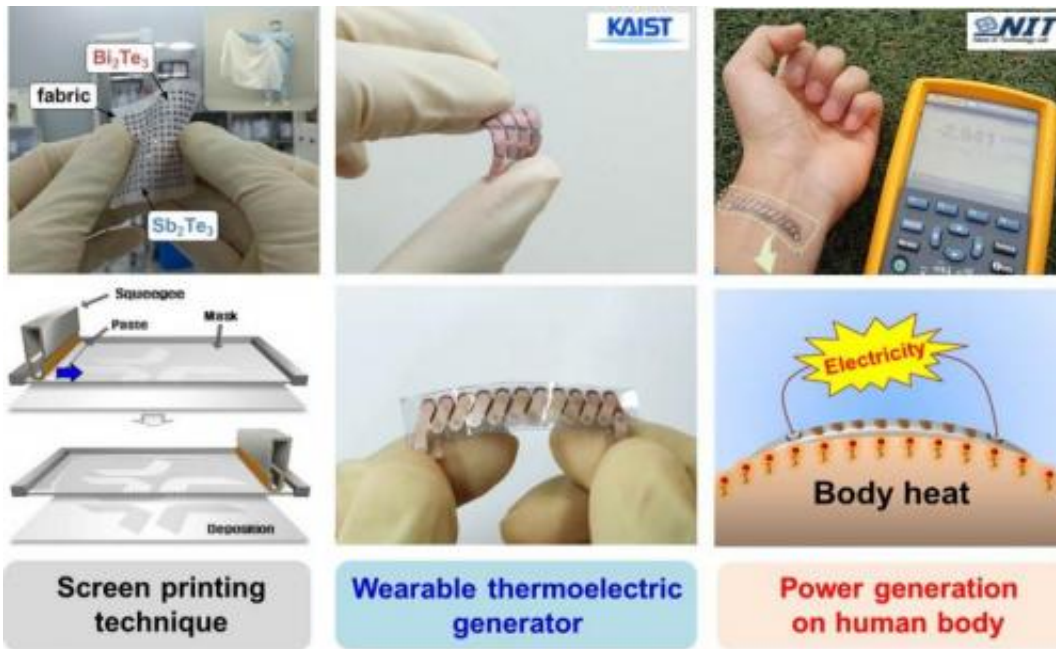 Bi₂Te₃
fabric
Sb₂Te₃
KAIST
NIT
Squeegee
Paste
Mask
Deposition
Electricity
Body heat
Screen printing
technique
Wearable thermoelectric
generator
Power generation
on human body